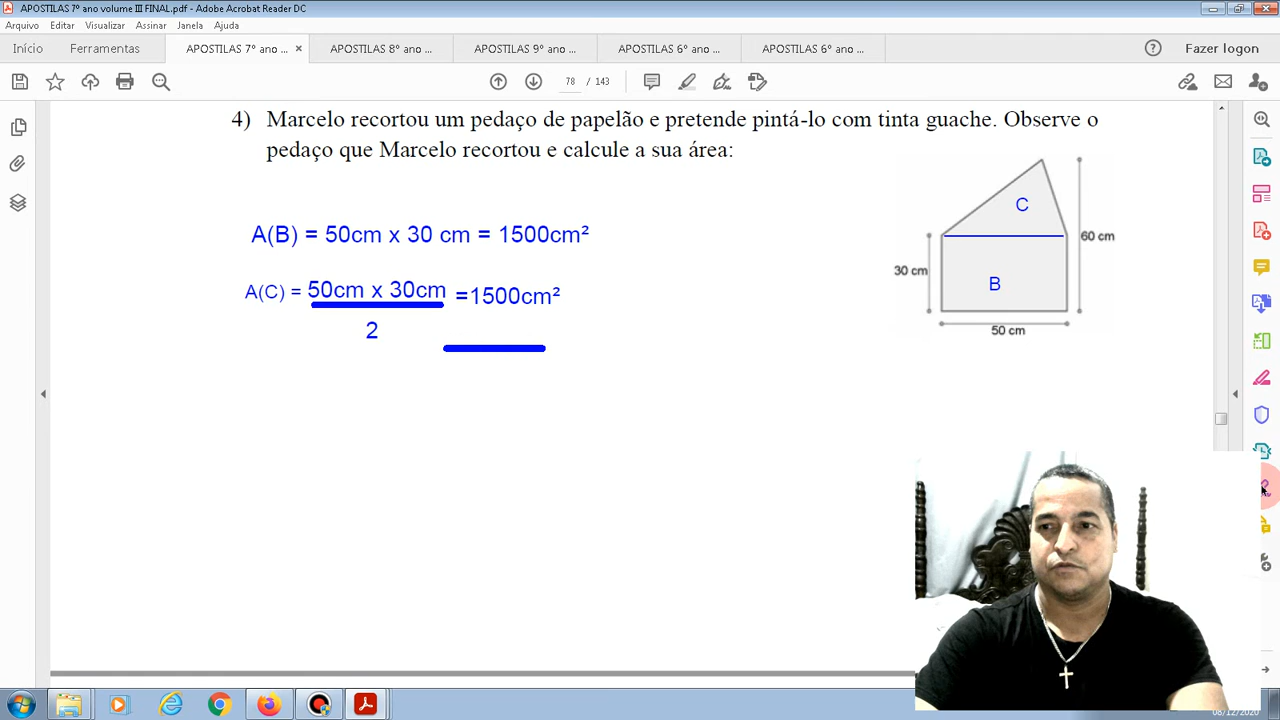 APOSTILAS 7º ano volume III FINAL.pdf - Adobe Acrobat Reader DC
Arquivo Editar Visualizar Assinar Janela Ajuda
Início Ferramentas APOSTILAS 7º ano ... × APOSTILAS 8º ano ... APOSTILAS 9º ano ... APOSTILAS 6º ano ... APOSTILAS 6º ano ... Fazer logon
78 / 143
4) Marcelo recortou um pedaço de papelão e pretende pintá-lo com tinta guache. Observe o
pedaço que Marcelo recortou e calcule a sua área:
A(B) = 50cm x 30 cm = 1500cm²
A(C) = 50cm x 30cm =1500cm²
2
C
60 cm
30 cm
B
50 cm
08/12/2020